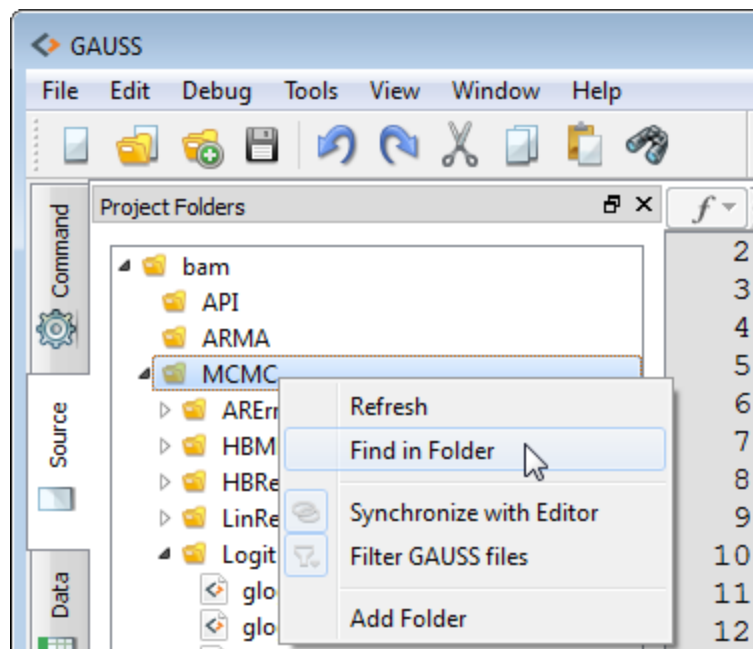 GAUSS
File Edit Debug Tools View Window Help
Project Folders
f
Command
Source
Data
bam
API
ARMA
MCMC
Logit
Refresh
Find in Folder
Synchronize with Editor
Filter GAUSS files
Add Folder
2
3
4
5
6
7
8
9
10
11
12